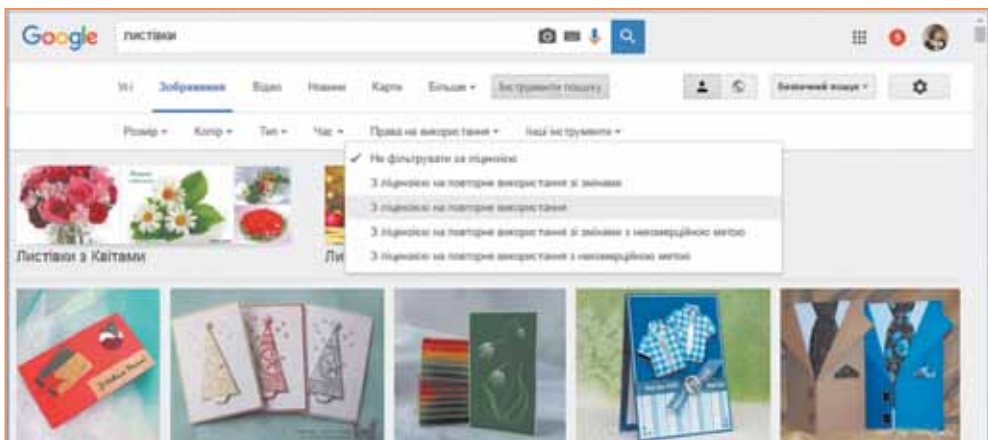 Google листівки
5
Усі Зображення Відео Новини Карти Більше Інструменти пошуку Безпечний пошук
Розмір Колір Тип Час Права на використання Інші інструменти
Не фільтрувати за ліцензією
З ліцензією на повторне використання зі змінами
З ліцензією на повторне використання
З ліцензією на повторне використання зі змінами з некомерційною метою
З ліцензією на повторне використання з некомерційною метою
Листівки з Квітами
Ли